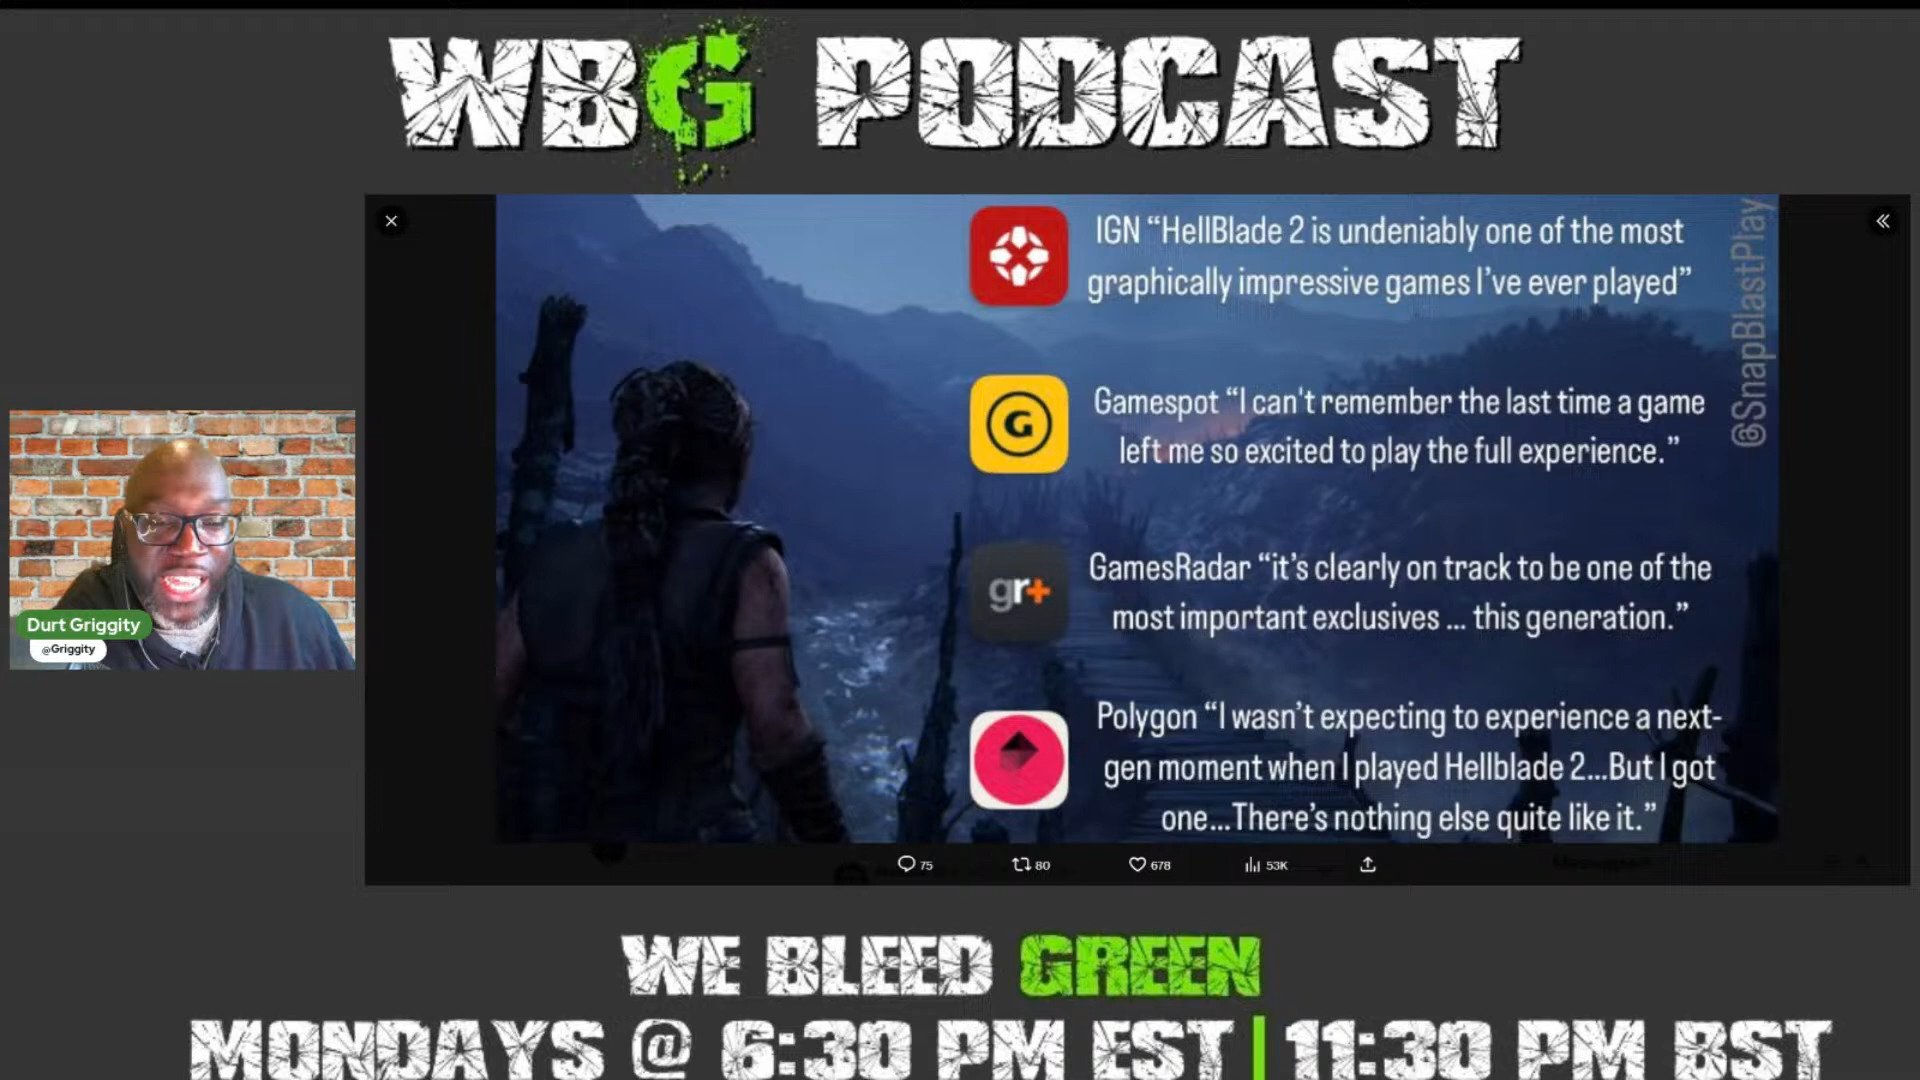 WBG PODCAST
IGN “HellBlade 2 is undeniably one of the most
graphically impressive games I’ve ever played”
@SnapBlastPlay
G
Gamespot “I can't remember the last time a game
left me so excited to play the full experience.”
gr+
GamesRadar “it’s clearly on track to be one of the
most important exclusives ... this generation.”
Polygon “I wasn’t expecting to experience a next-
gen moment when I played Hellblade 2...But I got
one...There’s nothing else quite like it.”
Durt Griggity
@Griggity
75
80
678
53K
WE BLEED GREEN
MONDAYS @ 6:30 PM EST | 11:30 PM BST